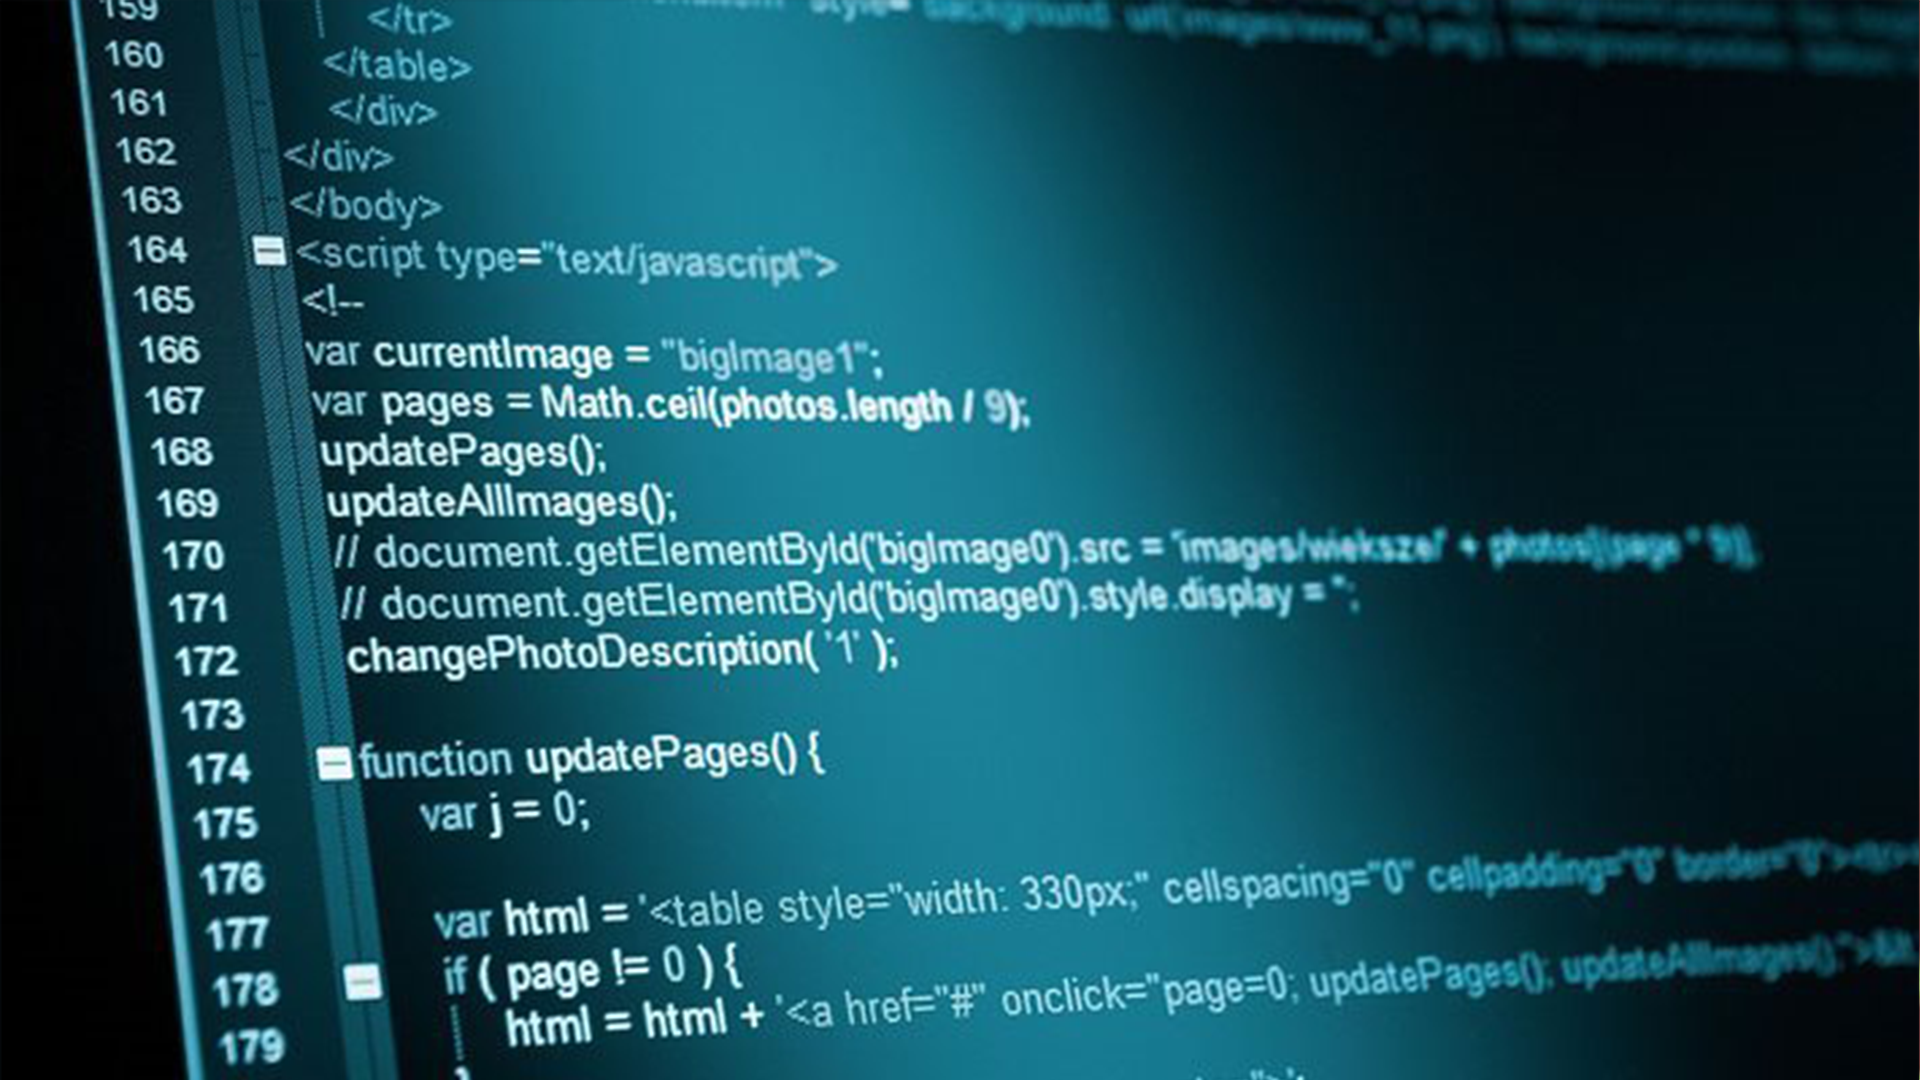 159 </tr>
160 </table>
161 </div>
162 </div>
163 </body>
164 <script type="text/javascript">
165 <!--
166 var currentImage = "bigImage1";
167 var pages = Math.ceil(photos.length / 9);
168 updatePages();
169 updateAllImages();
170 // document.getElementById('bigImage0').src = 'images/wieksze/' + photos[(page * 9)];
171 // document.getElementById('bigImage0').style.display = '';
172 changePhotoDescription( '1' );
173
174 function updatePages() {
175 var j = 0;
176
177 var html = '<table style="width: 330px;" cellspacing="0" cellpadding="0" border="0"><tr>
178 if ( page != 0 ) {
179 html = html + '<a href="#" onclick="page=0; updatePages(); updateAllImages();">&lt
}